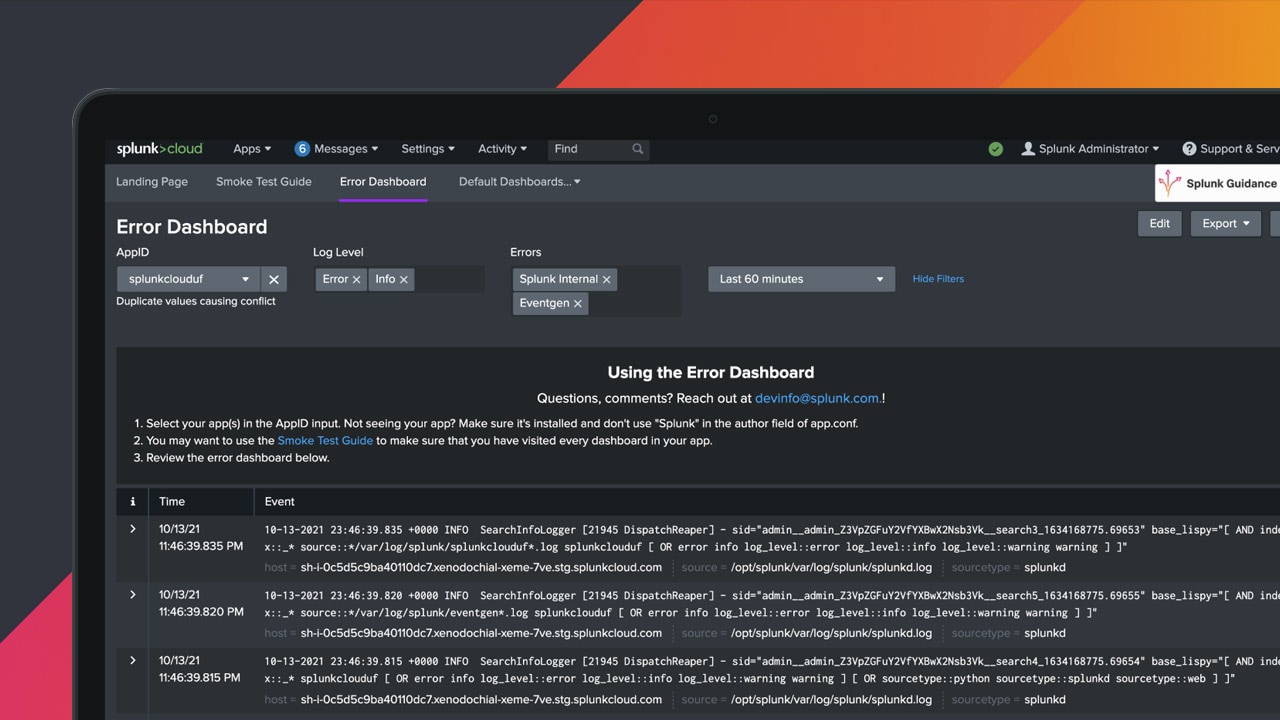 splunk>cloud Apps 6 Messages Settings Activity Find Splunk Administrator ? Support & Serv
Landing Page Smoke Test Guide Error Dashboard Default Dashboards... Splunk Guidance
Error Dashboard Edit Export
AppID Log Level Errors
splunkclouduf Error Info Splunk Internal Last 60 minutes Hide Filters
Duplicate values causing conflict Eventgen
Using the Error Dashboard
Questions, comments? Reach out at devinfo@splunk.com.!
1. Select your app(s) in the AppID input. Not seeing your app? Make sure it's installed and don't use "Splunk" in the author field of app.conf.
2. You may want to use the Smoke Test Guide to make sure that you have visited every dashboard in your app.
3. Review the error dashboard below.
i Time Event
10/13/21 10-13-2021 23:46:39.835 +0000 INFO SearchInfoLogger [21945 DispatchReaper] - sid="admin__admin_Z3VpZGFuY2VfYXBwX2Nsb3Vk__search3_1634168775.69653" base_lispy="[ AND inde
11:46:39.835 PM x::_* source::*/var/log/splunk/splunkclouduf*.log splunkclouduf [ OR error info log_level::error log_level::info log_level::warning warning ] ]"
host = sh-i-0c5d5c9ba40110dc7.xenodochial-xeme-7ve.stg.splunkcloud.com source = /opt/splunk/var/log/splunk/splunkd.log sourcetype = splunkd
10/13/21 10-13-2021 23:46:39.820 +0000 INFO SearchInfoLogger [21945 DispatchReaper] - sid="admin__admin_Z3VpZGFuY2VfYXBwX2Nsb3Vk__search5_1634168775.69655" base_lispy="[ AND inde
11:46:39.820 PM x::_* source::*/var/log/splunk/eventgen*.log splunkclouduf [ OR error info log_level::error log_level::info log_level::warning warning ] ]"
host = sh-i-0c5d5c9ba40110dc7.xenodochial-xeme-7ve.stg.splunkcloud.com source = /opt/splunk/var/log/splunk/splunkd.log sourcetype = splunkd
10/13/21 10-13-2021 23:46:39.815 +0000 INFO SearchInfoLogger [21945 DispatchReaper] - sid="admin__admin_Z3VpZGFuY2VfYXBwX2Nsb3Vk__search4_1634168775.69654" base_lispy="[ AND inde
11:46:39.815 PM x::_* splunkclouduf [ OR error info log_level::error log_level::info log_level::warning warning ] [ OR sourcetype::python sourcetype::splunkd sourcetype::web ] ]"
host = sh-i-0c5d5c9ba40110dc7.xenodochial-xeme-7ve.stg.splunkcloud.com source = /opt/splunk/var/log/splunk/splunkd.log sourcetype = splunkd